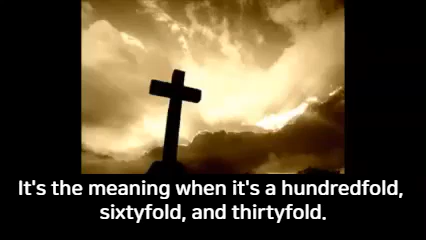 It's the meaning when it's a hundredfold,
sixtyfold, and thirtyfold.